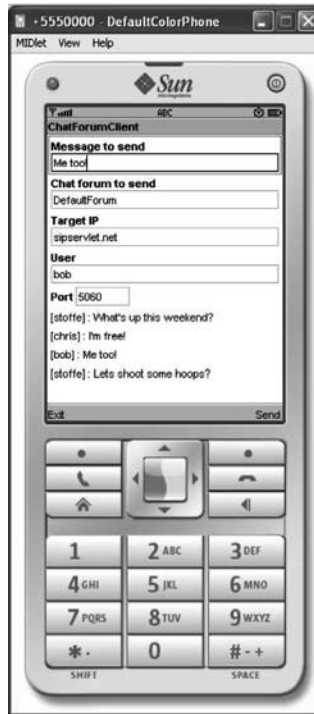 +5550000 - DefaultColorPhone
MIDlet View Help
Sun
microsystems
ABC
ChatForumClient
Message to send
Me too!
Chat forum to send
DefaultForum
Target IP
sipservlet.net
User
bob
Port 5060
[stoffe] : What's up this weekend?
[chris] : I'm free!
[bob] : Me too!
[stoffe] : Lets shoot some hoops?
Exit Send
1 2 ABC 3 DEF
4 GHI 5 JKL 6 MNO
7 PQRS 8 TUV 9 WXYZ
* . 0 # - +
SHIFT SPACE